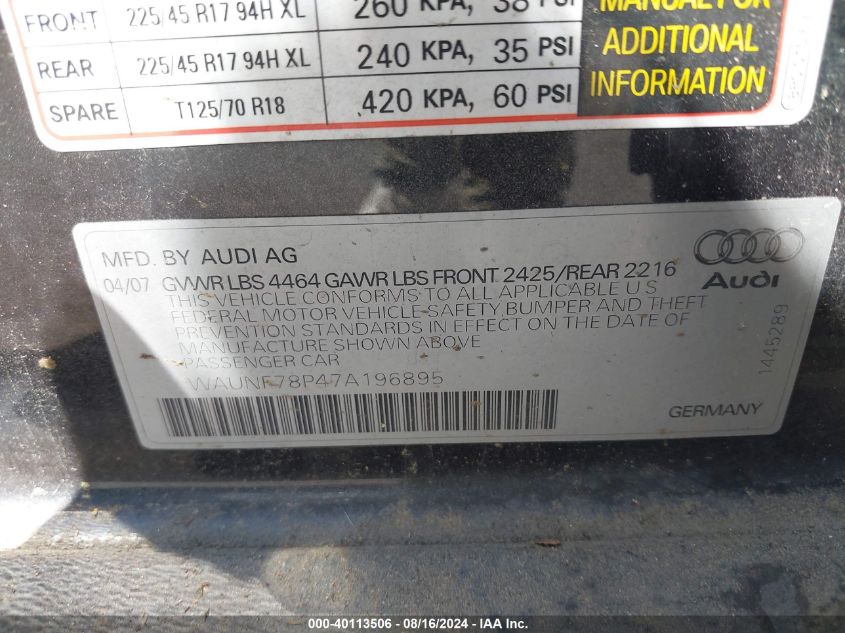 FRONT 225/45 R17 94H XL 260 KPA, 38 PSI
REAR 225/45 R17 94H XL 240 KPA, 35 PSI
SPARE T125/70 R18 420 KPA, 60 PSI
MANUAL FOR
ADDITIONAL
INFORMATION
MFD. BY AUDI AG
04/07 GVWR LBS 4464 GAWR LBS FRONT 2425/REAR 2216
THIS VEHICLE CONFORMS TO ALL APPLICABLE U S
FEDERAL MOTOR VEHICLE SAFETY, BUMPER AND THEFT
PREVENTION STANDARDS IN EFFECT ON THE DATE OF
MANUFACTURE SHOWN ABOVE
PASSENGER CAR
WAUNF78P47A196895
Audi
1445289
GERMANY
000-40113506 - 08/16/2024 - IAA Inc.